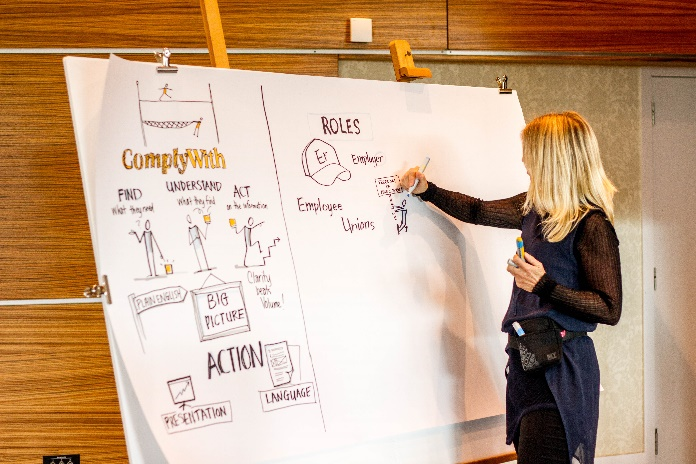 ComplyWith
FIND
What they need
UNDERSTAND
What they find
ACT
on the information
Clarity
beats
Volume!
PLAIN ENGLISH
BIG
PICTURE
ACTION
PRESENTATION
LANGUAGE
ROLES
Er
Employer
Employee
Unions